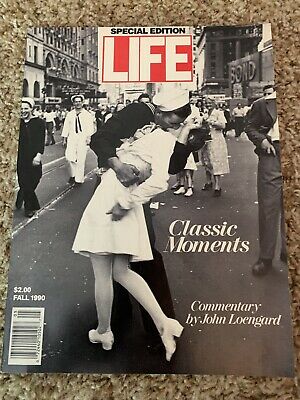 SPECIAL EDITION
LIFE
BOND
Classic
Moments
$2.00
FALL 1990
Commentary
by John Loengard